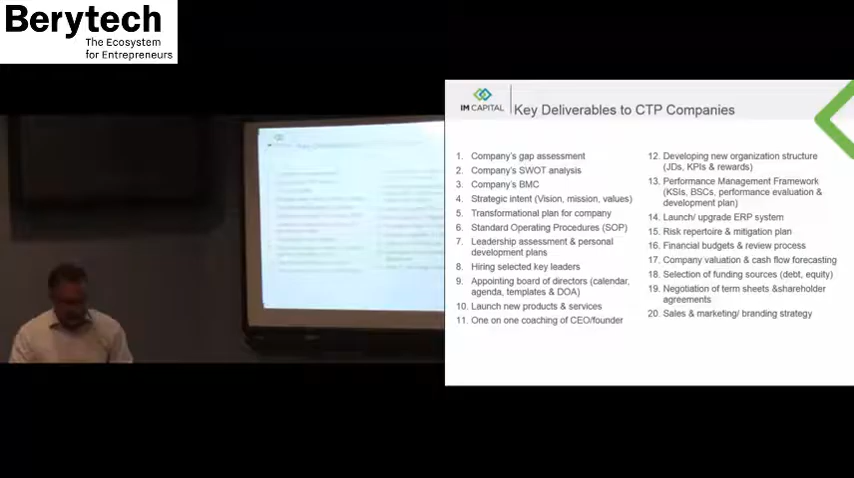 Berytech
The Ecosystem
for Entrepreneurs
IM CAPITAL
Key Deliverables to CTP Companies
1. Company's gap assessment
2. Company's SWOT analysis
3. Company's BMC
4. Strategic intent (Vision, mission, values)
5. Transformational plan for company
6. Standard Operating Procedures (SOP)
7. Leadership assessment & personal
development plans
8. Hiring selected key leaders
9. Appointing board of directors (calendar,
agenda, templates & DOA)
10. Launch new products & services
11. One on one coaching of CEO/founder
12. Developing new organization structure
(JDs, KPIs & rewards)
13. Performance Management Framework
(KSIs, BSCs, performance evaluation &
development plan)
14. Launch/ upgrade ERP system
15. Risk repertoire & mitigation plan
16. Financial budgets & review process
17. Company valuation & cash flow forecasting
18. Selection of funding sources (debt, equity)
19. Negotiation of term sheets &shareholder
agreements
20. Sales & marketing/ branding strategy